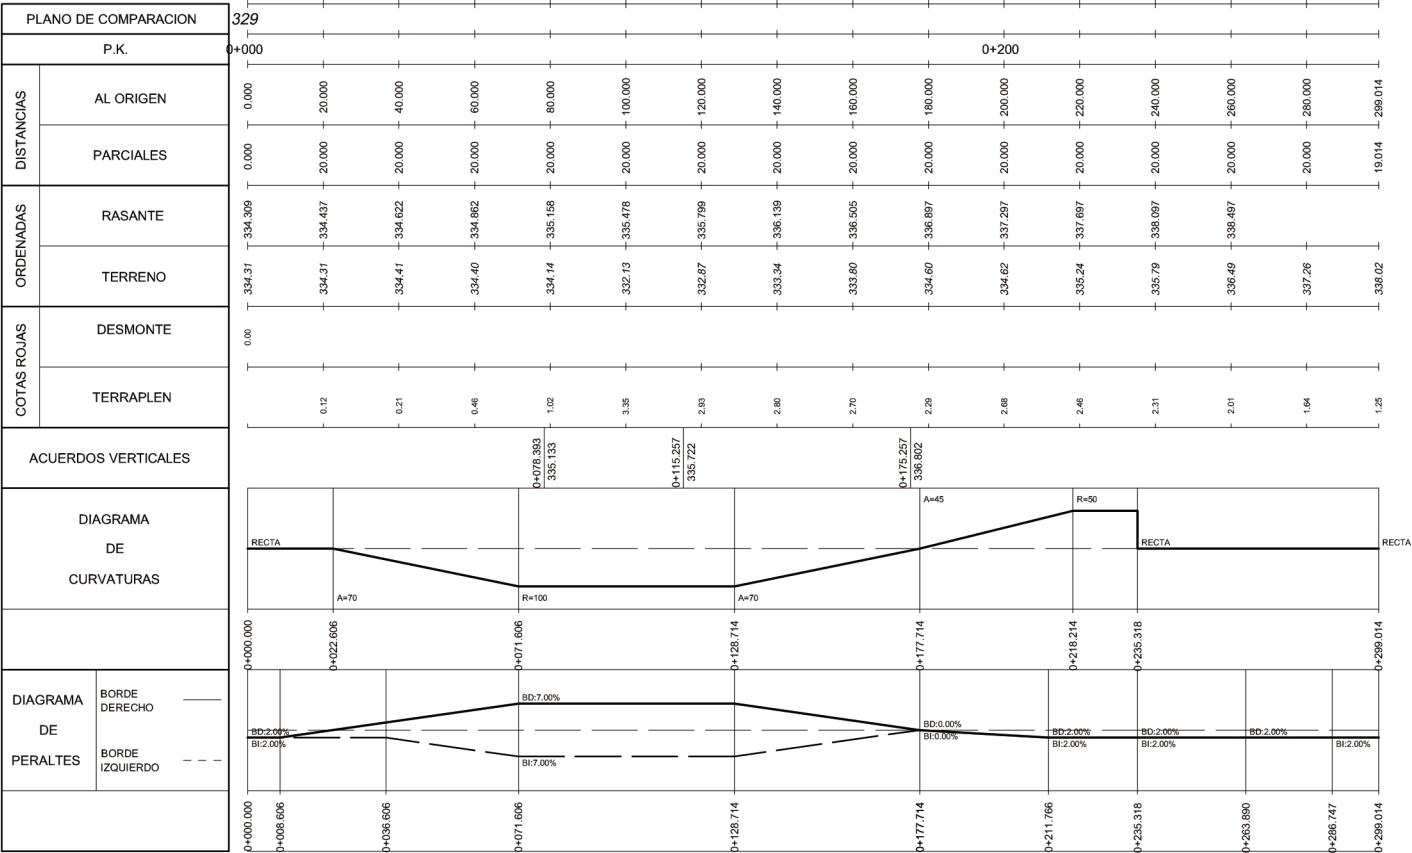 PLANO DE COMPARACION 329
P.K. 0+000 0+200
DISTANCIAS
AL ORIGEN 0.000 20.000 40.000 60.000 80.000 100.000 120.000 140.000 160.000 180.000 200.000 220.000 240.000 260.000 280.000 299.014
PARCIALES 0.000 20.000 20.000 20.000 20.000 20.000 20.000 20.000 20.000 20.000 20.000 20.000 20.000 20.000 20.000 19.014
ORDENADAS
RASANTE 334.309 334.437 334.622 334.862 335.158 335.478 335.799 336.139 336.505 336.897 337.297 337.697 338.097 338.497
TERRENO 334.31 334.31 334.41 334.40 334.14 332.13 332.87 333.34 333.80 334.60 334.62 335.24 335.79 336.49 337.26 338.02
COTAS ROJAS
DESMONTE 0.00
TERRAPLEN 0.12 0.21 0.46 1.02 3.35 2.93 2.80 2.70 2.29 2.68 2.46 2.31 2.01 1.64 1.25
ACUERDOS VERTICALES 0+078.393 335.133 0+115.257 335.722 0+175.257 336.802
DIAGRAMA
DE
CURVATURAS
A=45 R=50
RECTA RECTA RECTA
A=70 R=100 A=70
0+000.000 0+022.606 0+071.606 0+128.714 0+177.714 0+218.214 0+235.318 0+299.014
DIAGRAMA
DE
PERALTES
BORDE
DERECHO
BORDE
IZQUIERDO
BD:7.00%
BD:2.00% BD:0.00% BD:2.00% BD:2.00% BD:2.00%
BI:2.00% BI:0.00% BI:2.00% BI:2.00% BI:2.00%
BI:7.00%
0+000.000 0+008.606 0+036.606 0+071.606 0+128.714 0+177.714 0+211.766 0+235.318 0+263.890 0+286.747 0+299.014